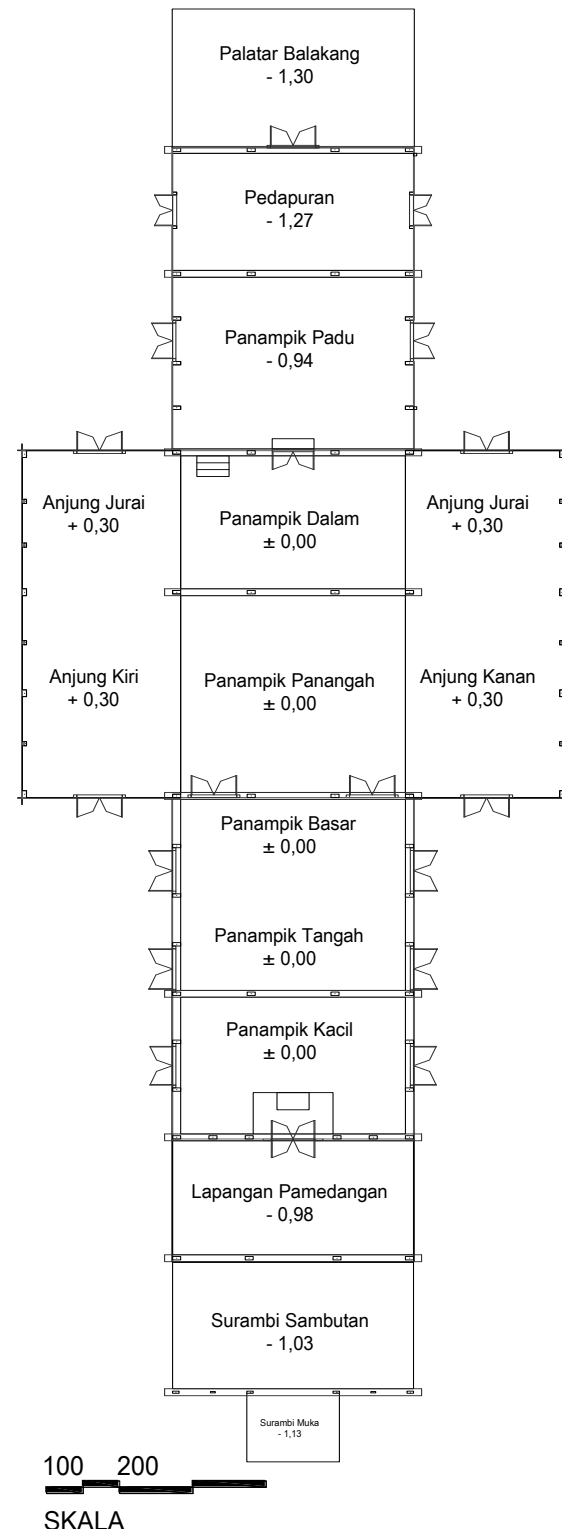 Palatar Balakang
- 1,30
Pedapuran
- 1,27
Panampik Padu
- 0,94
Anjung Jurai
+ 0,30
Panampik Dalam
± 0,00
Anjung Jurai
+ 0,30
Anjung Kiri
+ 0,30
Panampik Panangah
± 0,00
Anjung Kanan
+ 0,30
Panampik Basar
± 0,00
Panampik Tangah
± 0,00
Panampik Kacil
± 0,00
Lapangan Pamedangan
- 0,98
Surambi Sambutan
- 1,03
Surambi Muka
- 1,13
100 200
SKALA